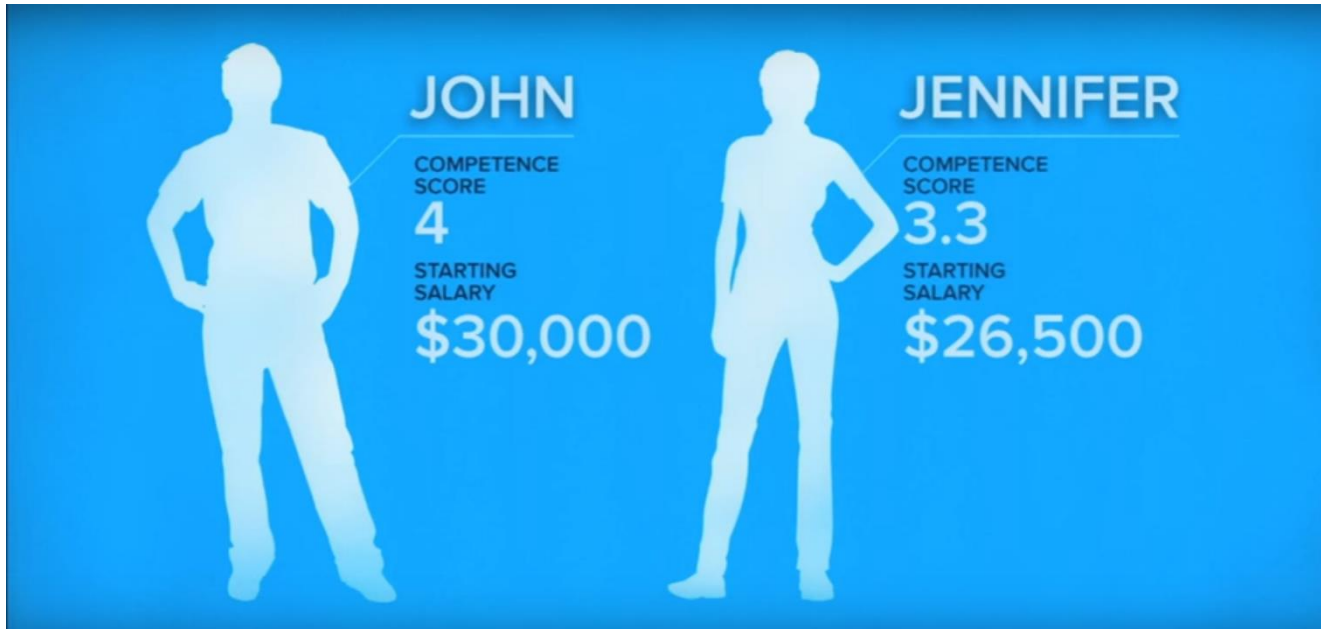 JOHN
COMPETENCE
SCORE
4
STARTING
SALARY
$30,000
JENNIFER
COMPETENCE
SCORE
3.3
STARTING
SALARY
$26,500